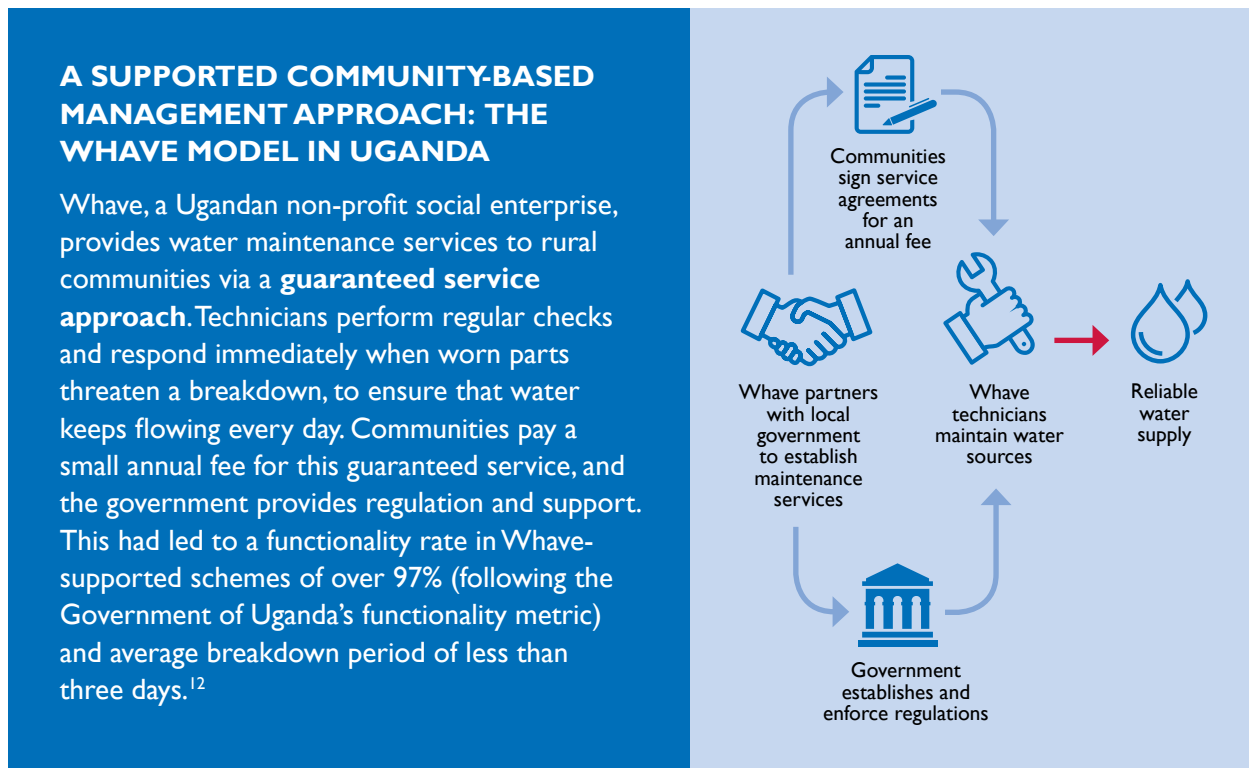 A SUPPORTED COMMUNITY-BASED
MANAGEMENT APPROACH: THE
WHAVE MODEL IN UGANDA
Whave, a Ugandan non-profit social enterprise,
provides water maintenance services to rural
communities via a guaranteed service
approach. Technicians perform regular checks
and respond immediately when worn parts
threaten a breakdown, to ensure that water
keeps flowing every day. Communities pay a
small annual fee for this guaranteed service, and
the government provides regulation and support.
This had led to a functionality rate in Whave-
supported schemes of over 97% (following the
Government of Uganda’s functionality metric)
and average breakdown period of less than
three days.12
Communities
sign service
agreements
for an
annual fee
Whave partners
with local
government
to establish
maintenance
services
Whave
technicians
maintain water
sources
Reliable
water
supply
Government
establishes and
enforce regulations